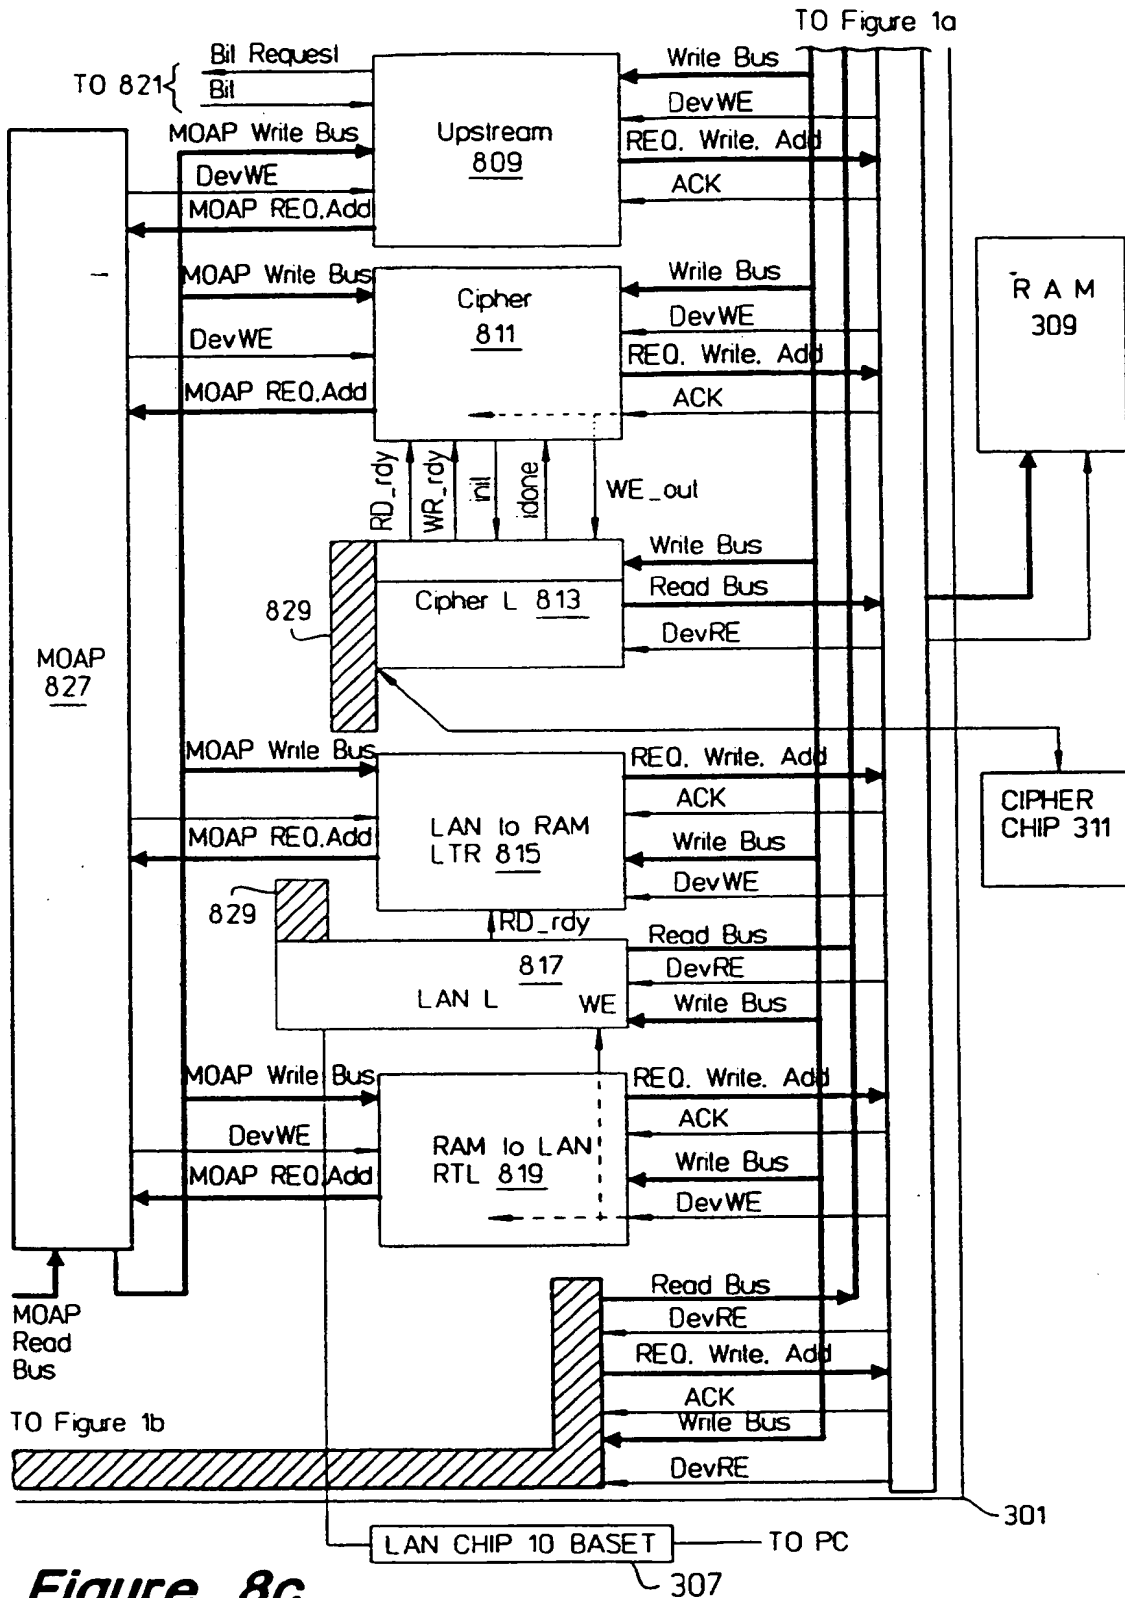 TO Figure 1a
Bit Request
TO 821
Bit
Write Bus
DevWE
MOAP Write Bus
Upstream
809
REQ. Write. Add
DevWE
ACK
MOAP REQ.Add
MOAP Write Bus
Write Bus
Cipher
811
DevWE
DevWE
REQ. Write. Add
MOAP REQ.Add
ACK
RAM
309
RD_rdy
WR_rdy
init
idone
WE_out
Write Bus
Cipher L 813
Read Bus
829
DevRE
MOAP
827
MOAP Write Bus
REQ. Write. Add
ACK
LAN to RAM
LTR 815
MOAP REQ.Add
Write Bus
DevWE
CIPHER
CHIP 311
829
RD_rdy
Read Bus
817
DevRE
LAN L
WE
Write Bus
MOAP Write Bus
REQ. Write. Add
DevWE
ACK
RAM to LAN
RTL 819
MOAP REQ.Add
Write Bus
DevWE
MOAP
Read
Bus
Read Bus
DevRE
REQ. Write. Add
ACK
TO Figure 1b
Write Bus
DevRE
301
LAN CHIP 10 BASET
TO PC
307
Figure 8c